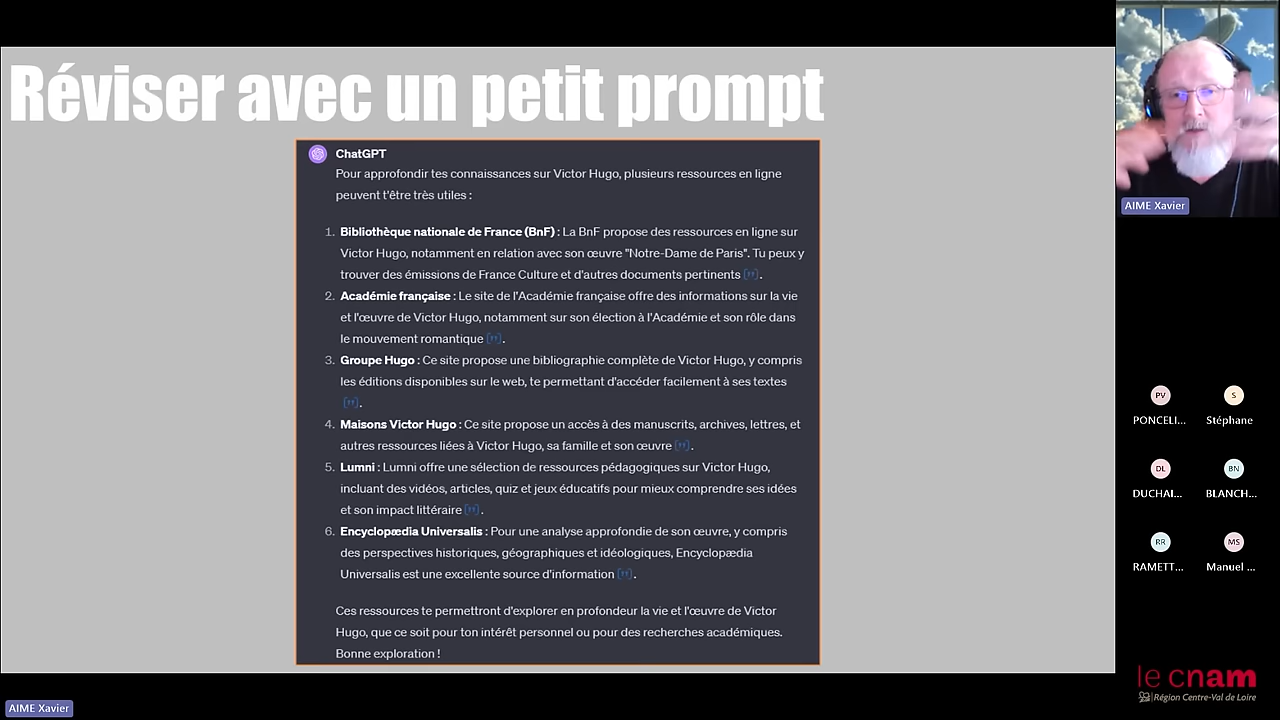 Réviser avec un petit prompt
ChatGPT
Pour approfondir tes connaissances sur Victor Hugo, plusieurs ressources en ligne
peuvent t'être très utiles :
1. Bibliothèque nationale de France (BnF) : La BnF propose des ressources en ligne sur
Victor Hugo, notamment en relation avec son œuvre "Notre-Dame de Paris". Tu peux y
trouver des émissions de France Culture et d'autres documents pertinents ["].
2. Académie française : Le site de l'Académie française offre des informations sur la vie
et l'œuvre de Victor Hugo, notamment sur son élection à l'Académie et son rôle dans
le mouvement romantique ["].
3. Groupe Hugo : Ce site propose une bibliographie complète de Victor Hugo, y compris
les éditions disponibles sur le web, te permettant d'accéder facilement à ses textes
["].
4. Maisons Victor Hugo : Ce site propose un accès à des manuscrits, archives, lettres, et
autres ressources liées à Victor Hugo, sa famille et son œuvre ["].
5. Lumni : Lumni offre une sélection de ressources pédagogiques sur Victor Hugo,
incluant des vidéos, articles, quiz et jeux éducatifs pour mieux comprendre ses idées
et son impact littéraire ["].
6. Encyclopædia Universalis : Pour une analyse approfondie de son œuvre, y compris
des perspectives historiques, géographiques et idéologiques, Encyclopædia
Universalis est une excellente source d'information ["].
Ces ressources te permettront d'explorer en profondeur la vie et l'œuvre de Victor
Hugo, que ce soit pour ton intérêt personnel ou pour des recherches académiques.
Bonne exploration !
AIME Xavier
PV S
PONCELI... Stéphane
DL BN
DUCHAI... BLANCH...
RR MS
RAMETT... Manuel ...
le cnam
Région Centre-Val de Loire
AIME Xavier